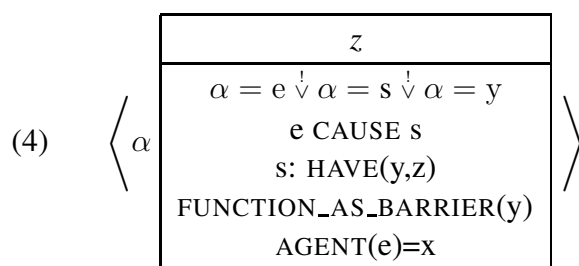 z
(4) ⟨ α α = e ∨! α = s ∨! α = y ⟩
e CAUSE s
s: HAVE(y,z)
FUNCTION_AS_BARRIER(y)
AGENT(e)=x